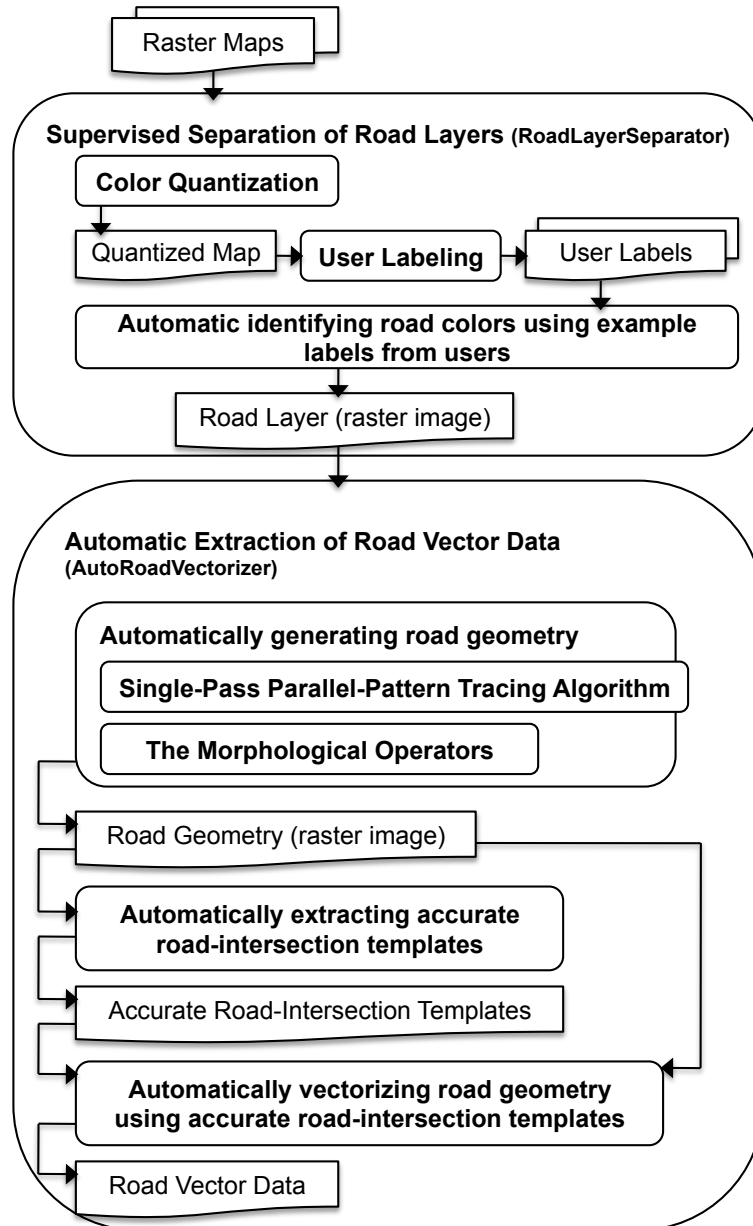 Raster Maps
Supervised Separation of Road Layers (RoadLayerSeparator)
Color Quantization
Quantized Map
User Labeling
User Labels
Automatic identifying road colors using example
labels from users
Road Layer (raster image)
Automatic Extraction of Road Vector Data
(AutoRoadVectorizer)
Automatically generating road geometry
Single-Pass Parallel-Pattern Tracing Algorithm
The Morphological Operators
Road Geometry (raster image)
Automatically extracting accurate
road-intersection templates
Accurate Road-Intersection Templates
Automatically vectorizing road geometry
using accurate road-intersection templates
Road Vector Data